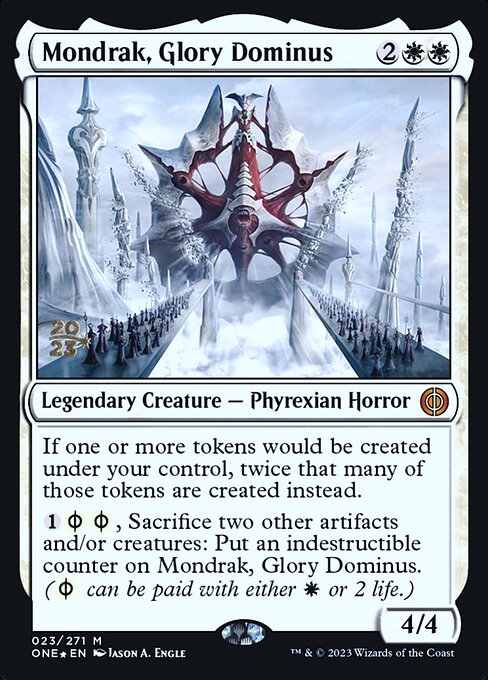 Mondrak, Glory Dominus 2
20
23
Legendary Creature — Phyrexian Horror
If one or more tokens would be created
under your control, twice that many of
those tokens are created instead.
1 , Sacrifice two other artifacts
and/or creatures: Put an indestructible
counter on Mondrak, Glory Dominus.
( can be paid with either or 2 life.)
4/4
023/271 M
ONE★EN Jason A. Engle
™ & © 2023 Wizards of the Coast